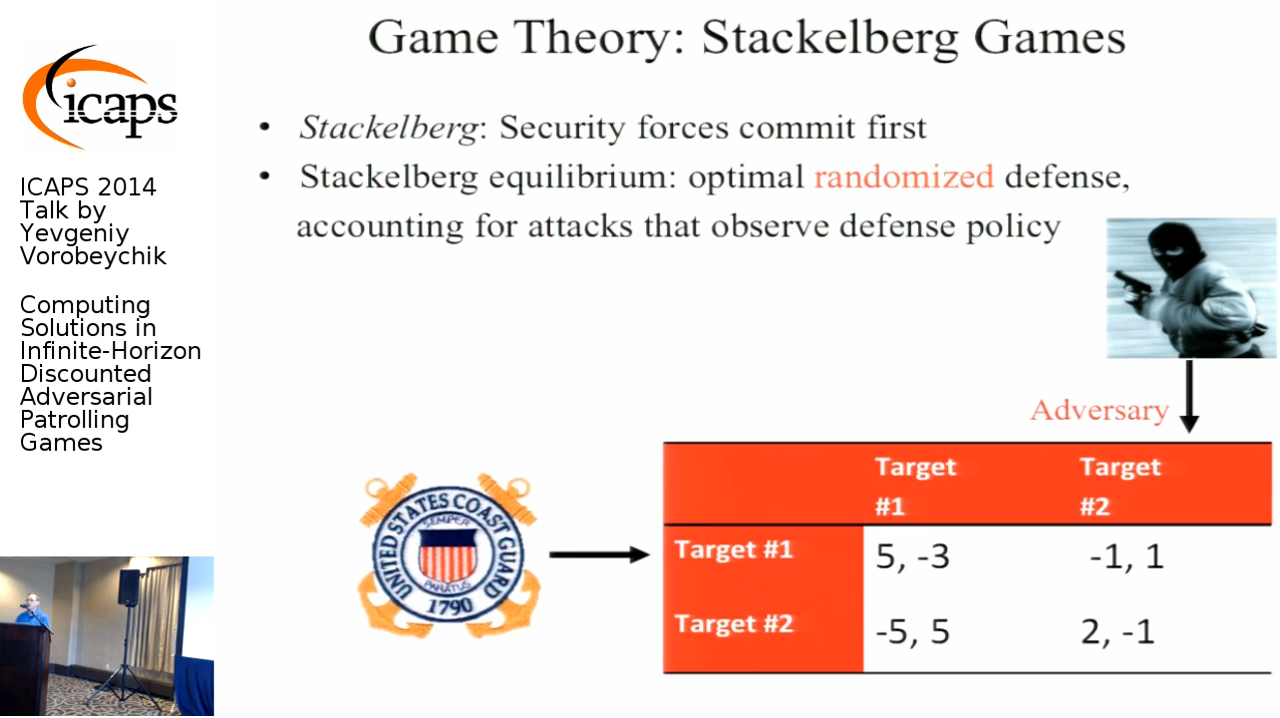 Game Theory: Stackelberg Games
icaps
ICAPS 2014
Talk by
Yevgeniy
Vorobeychik
Computing
Solutions in
Infinite-Horizon
Discounted
Adversarial
Patrolling
Games
• Stackelberg: Security forces commit first
• Stackelberg equilibrium: optimal randomized defense,
accounting for attacks that observe defense policy
Adversary
Target #1 Target #2
Target #1 5, -3 -1, 1
Target #2 -5, 5 2, -1
UNITED STATES COAST GUARD
SEMPER
PARATUS
1790